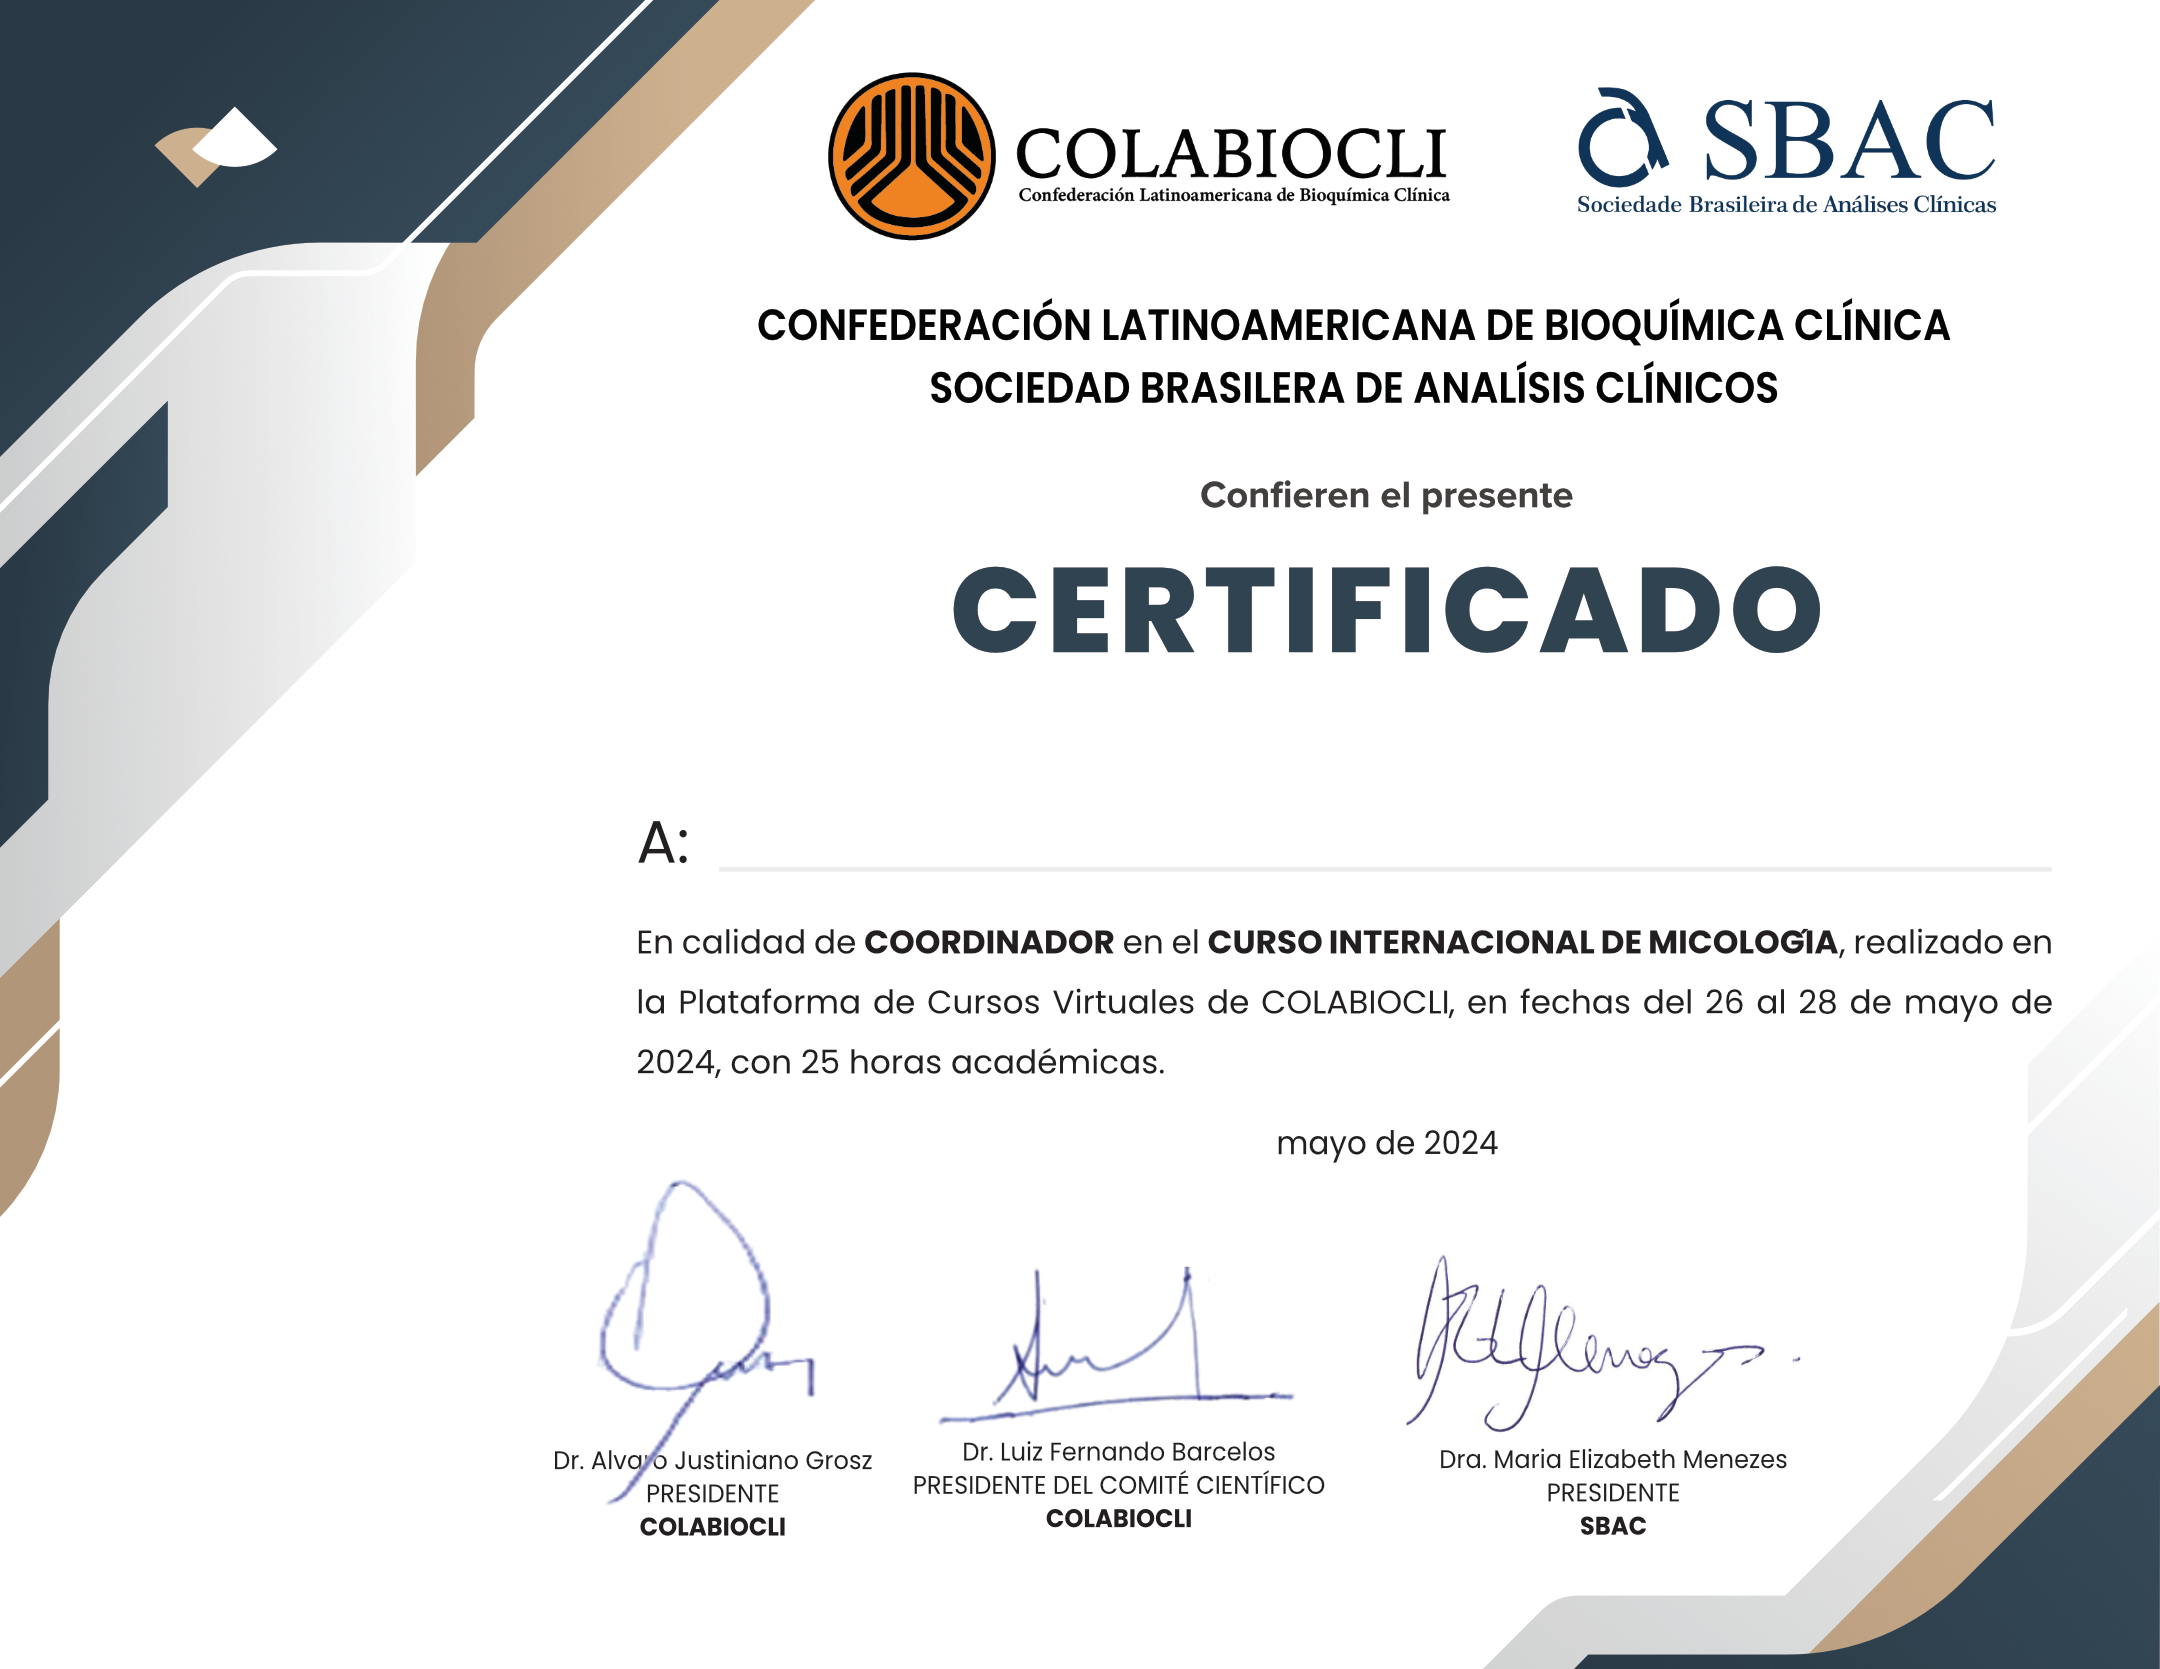 COLABIOCLI
Confederación Latinoamericana de Bioquímica Clínica
SBAC
Sociedade Brasileira de Análises Clínicas
CONFEDERACIÓN LATINOAMERICANA DE BIOQUÍMICA CLÍNICA
SOCIEDAD BRASILERA DE ANALÍSIS CLÍNICOS
Confieren el presente
CERTIFICADO
A:
En calidad de COORDINADOR en el CURSO INTERNACIONAL DE MICOLOGÍA, realizado en
la Plataforma de Cursos Virtuales de COLABIOCLI, en fechas del 26 al 28 de mayo de
2024, con 25 horas académicas.
mayo de 2024
Dr. Alvaro Justiniano Grosz
PRESIDENTE
COLABIOCLI
Dr. Luiz Fernando Barcelos
PRESIDENTE DEL COMITÉ CIENTÍFICO
COLABIOCLI
Dra. Maria Elizabeth Menezes
PRESIDENTE
SBAC